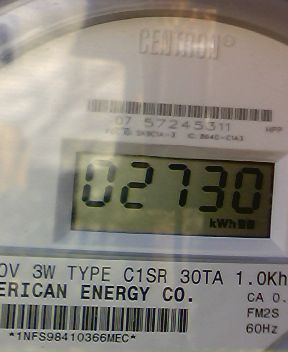 CENTRON®
07 57245311 HPP
02730
kWh
0V 3W TYPE C1SR 30TA 1.0Kh
ERICAN ENERGY CO. CA 0.
FM2S
60Hz
*1NFS98410366MEC*